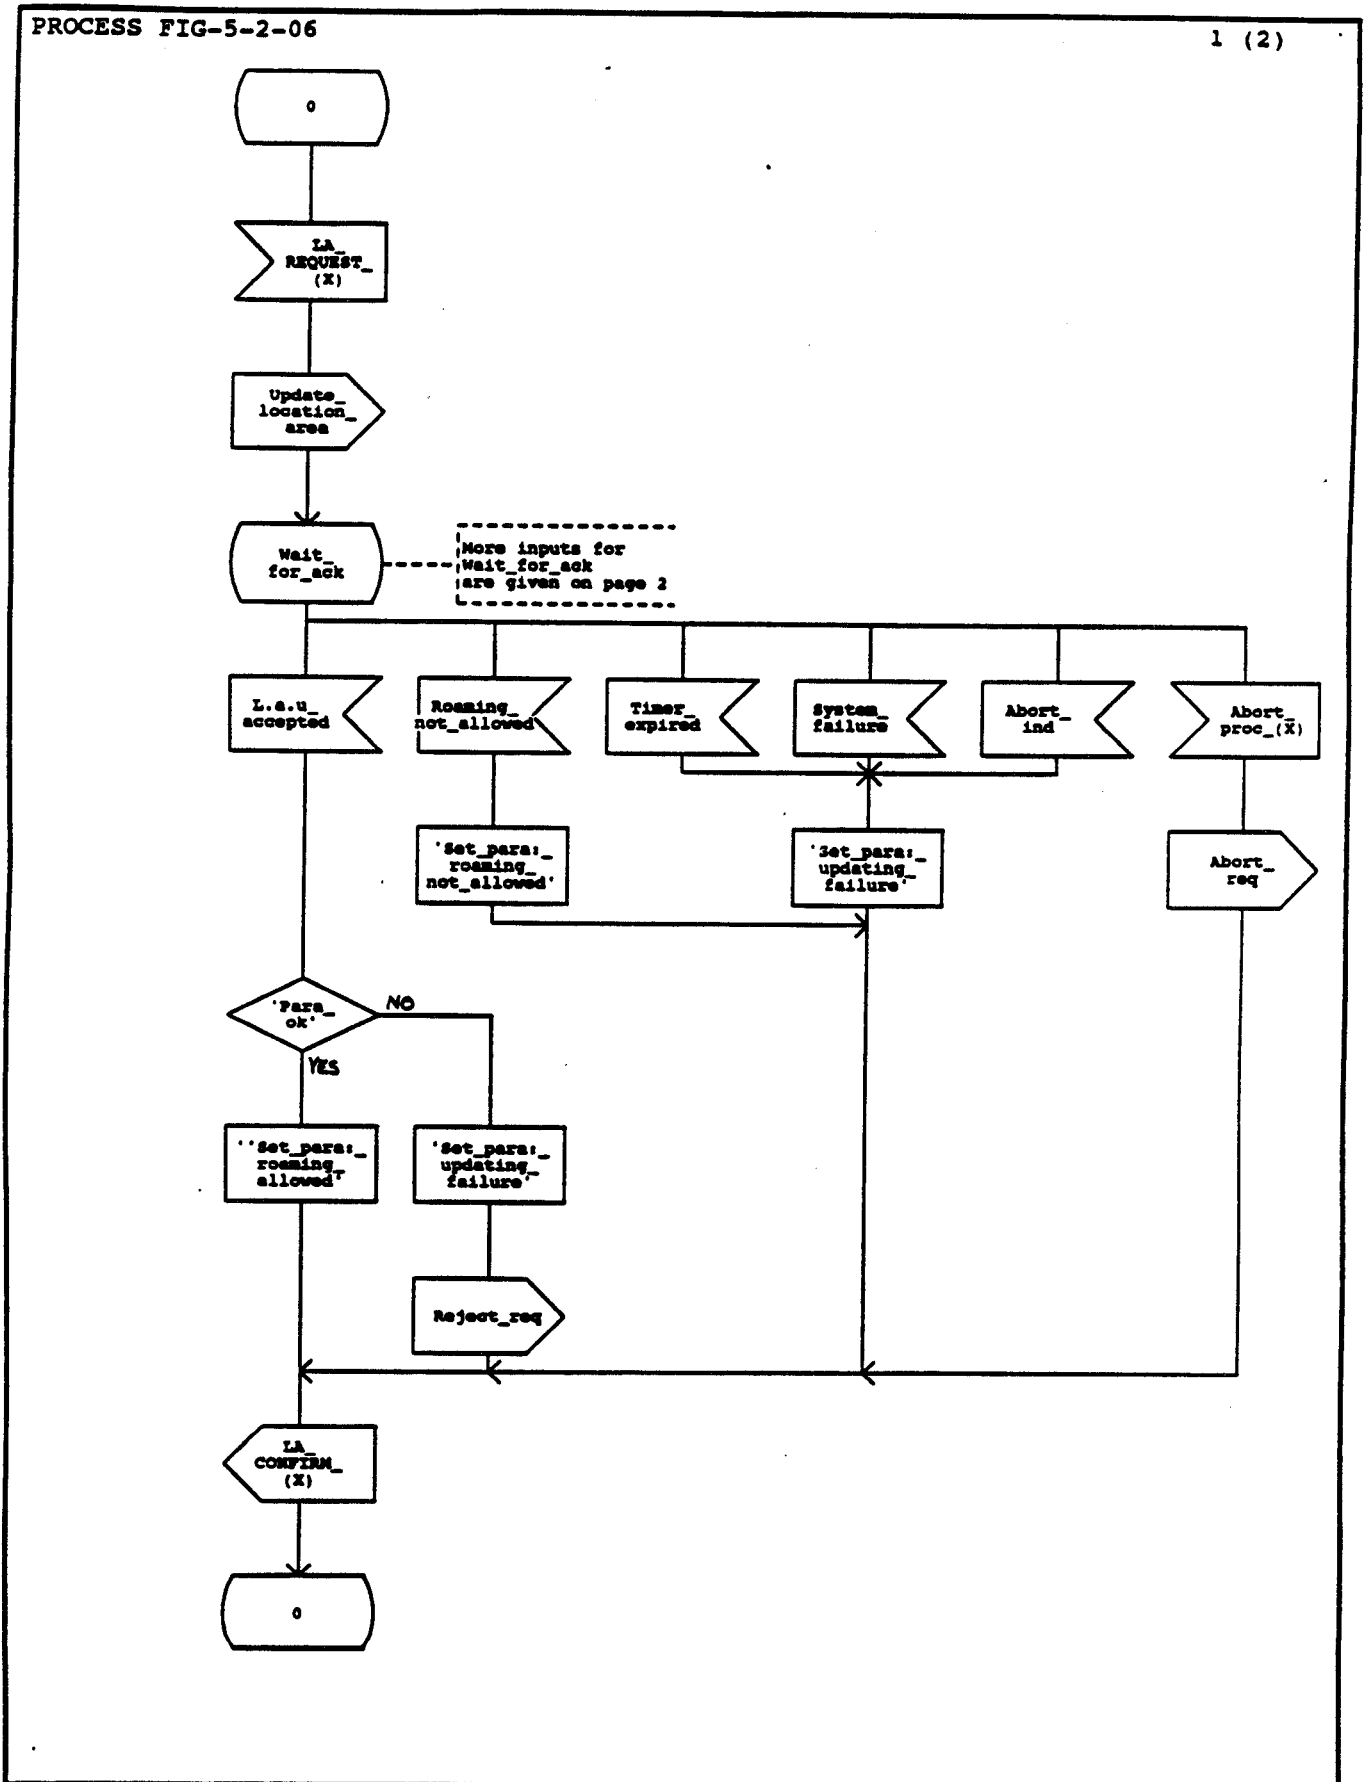 PROCESS FIG-5-2-06
1 (2)
0
LA_
REQUEST_
(X)
Update_
location_
area
Wait_
for_ack
More inputs for
Wait_for_ack
are given on page 2
L.a.u_
accepted
Roaming_
not_allowed
Timer_
expired
System_
failure
Abort_
ind
Abort_
proc_(X)
'Set_para:_
roaming_
not_allowed'
'Set_para:_
updating_
failure'
Abort_
req
'Para_
ok'
NO
YES
''Set_para:_
roaming_
allowed'
'Set_para:_
updating_
failure'
Reject_req
LA_
CONFIRM_
(X)
0